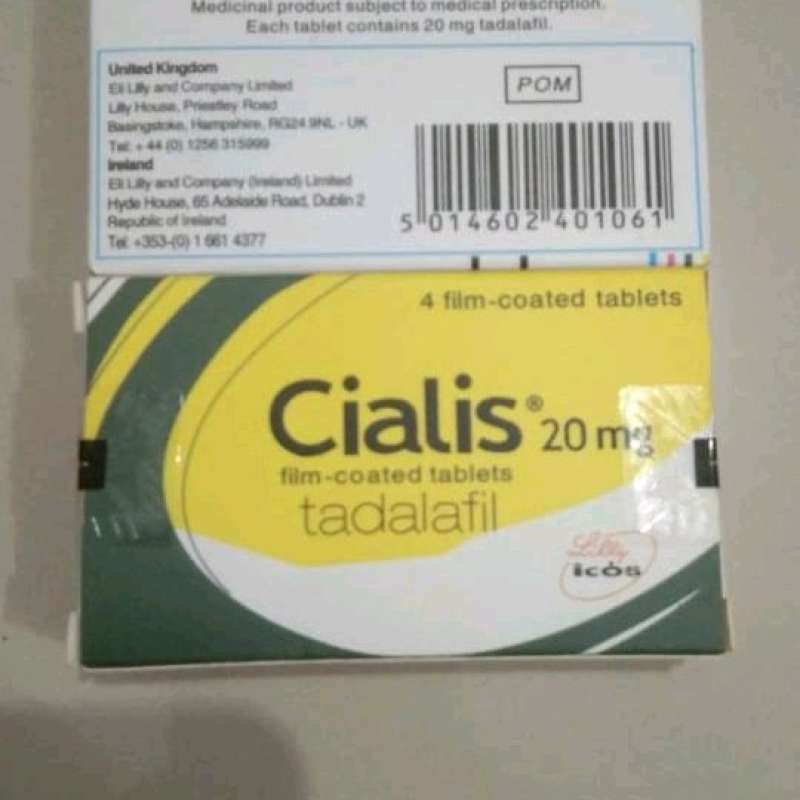 Medicinal product subject to medical prescription.
Each tablet contains 20 mg tadalafil.
United Kingdom
Eli Lilly and Company Limited
Lilly House, Priestley Road
Basingstoke, Hampshire, RG24 9NL - UK
Tel: + 44 (0) 1256 315999
Ireland
Eli Lilly and Company (Ireland) Limited
Hyde House, 65 Adelaide Road, Dublin 2
Republic of Ireland
Tel: +353-(0) 1 661 4377
POM
5 014602 401061
4 film-coated tablets
Cialis® 20 mg
film-coated tablets
tadalafil
Lilly
icos